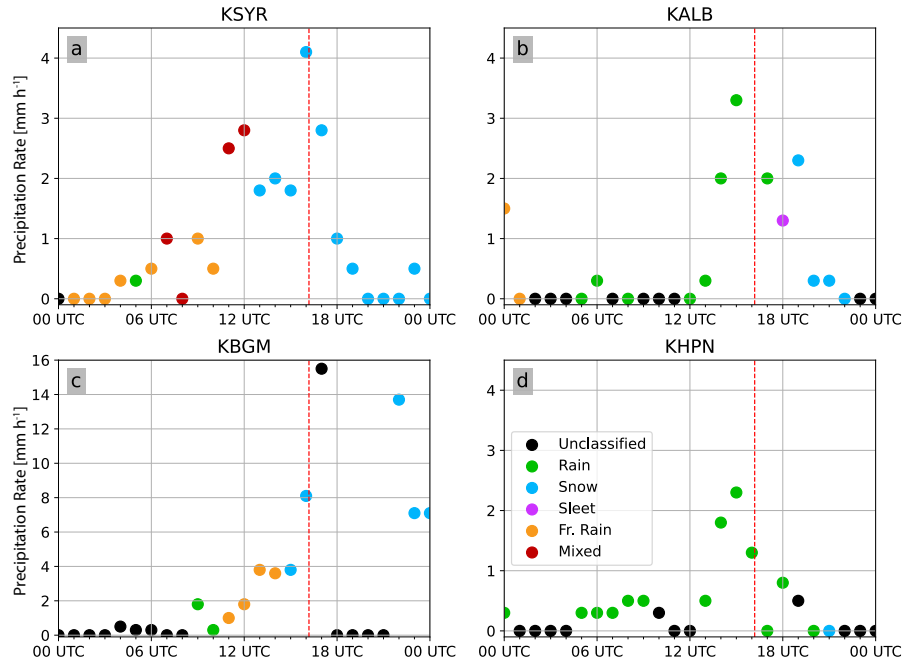 KSYR
KALB
a
b
Precipitation Rate [mm h⁻¹]
4
3
2
1
0
4
3
2
1
0
00 UTC 06 UTC 12 UTC 18 UTC 00 UTC
00 UTC 06 UTC 12 UTC 18 UTC 00 UTC
KBGM
KHPN
c
d
Precipitation Rate [mm h⁻¹]
16
14
12
10
8
6
4
2
0
4
3
2
1
0
Unclassified
Rain
Snow
Sleet
Fr. Rain
Mixed
00 UTC 06 UTC 12 UTC 18 UTC 00 UTC
00 UTC 06 UTC 12 UTC 18 UTC 00 UTC